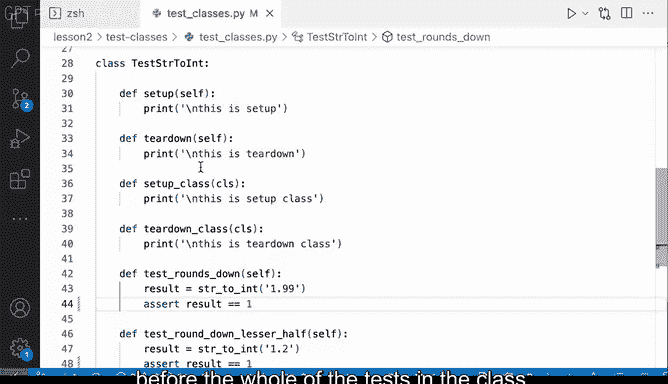 GPT
zsh
test_classes.py M
lesson2 > test-classes > test_classes.py > TestStrToInt > test_rounds_down
27
28 class TestStrToInt:
29
30 def setup(self):
31 print('\nthis is setup')
32
33 def teardown(self):
34 print('\nthis is teardown')
35
36 def setup_class(cls):
37 print('\nthis is setup class')
38
39 def teardown_class(cls):
40 print('\nthis is teardown class')
41
42 def test_rounds_down(self):
43 result = str_to_int('1.99')
44 assert result == 1
45
46 def test_round_down_lesser_half(self):
47 result = str_to_int('1.2')
48 assert result == 1
2
1
before the whole of the tests in the class